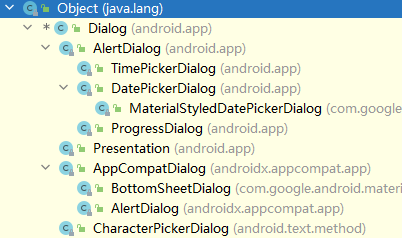 Object (java.lang)
* Dialog (android.app)
AlertDialog (android.app)
TimePickerDialog (android.app)
DatePickerDialog (android.app)
MaterialStyledDatePickerDialog (com.google
ProgressDialog (android.app)
Presentation (android.app)
AppCompatDialog (androidx.appcompat.app)
BottomSheetDialog (com.google.android.materi
AlertDialog (androidx.appcompat.app)
CharacterPickerDialog (android.text.method)